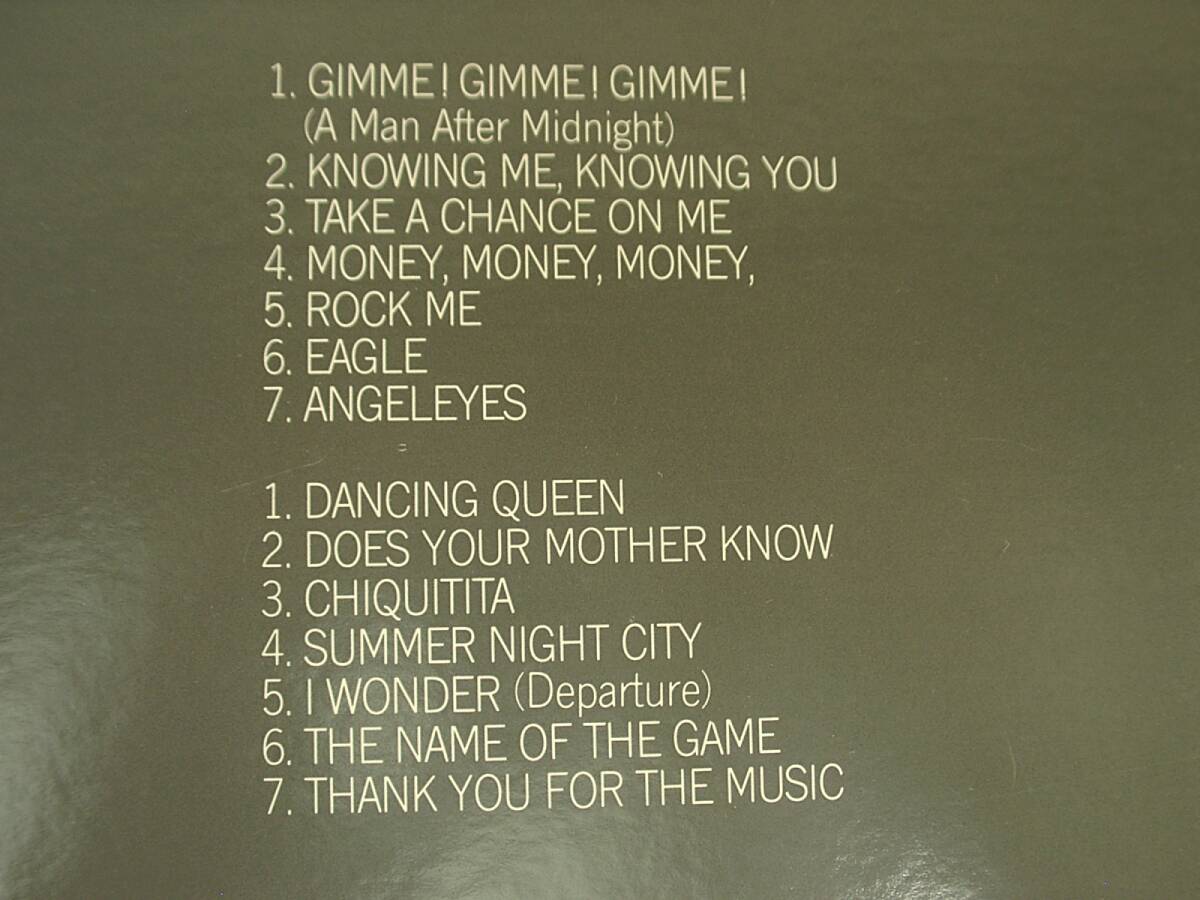 1. GIMME! GIMME! GIMME!
(A Man After Midnight)
2. KNOWING ME, KNOWING YOU
3. TAKE A CHANCE ON ME
4. MONEY, MONEY, MONEY,
5. ROCK ME
6. EAGLE
7. ANGELEYES
1. DANCING QUEEN
2. DOES YOUR MOTHER KNOW
3. CHIQUITITA
4. SUMMER NIGHT CITY
5. I WONDER (Departure)
6. THE NAME OF THE GAME
7. THANK YOU FOR THE MUSIC